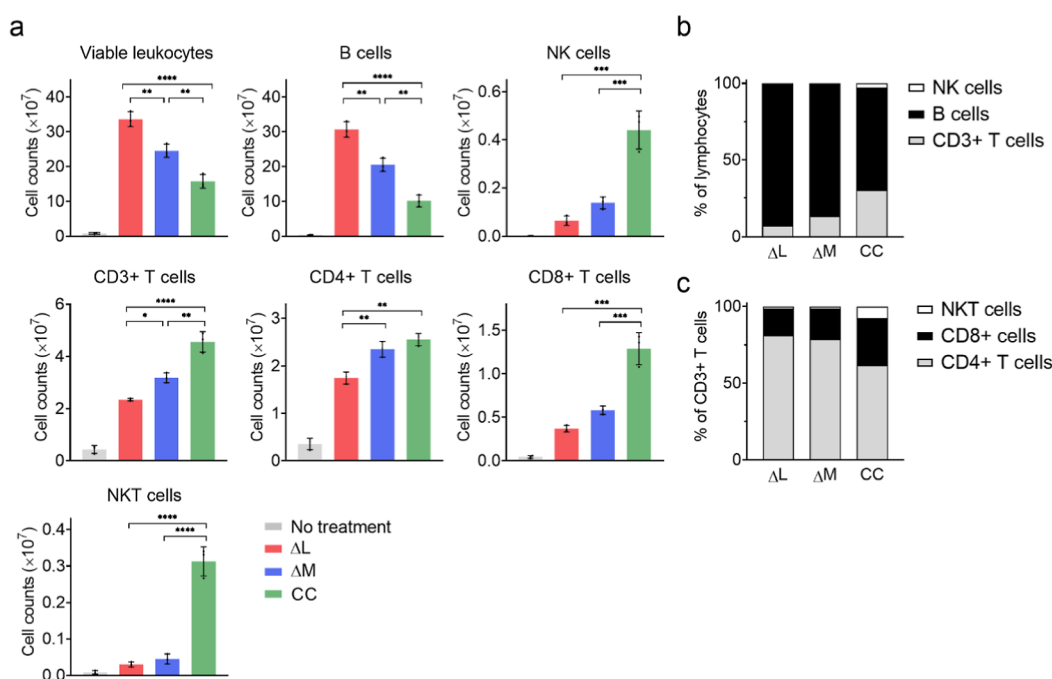 a
Viable leukocytes
Cell counts (×10⁷)
40
30
20
10
0
****
** **
B cells
Cell counts (×10⁷)
40
30
20
10
0
****
** **
NK cells
Cell counts (×10⁷)
0.6
0.4
0.2
0.0
***
***
CD3+ T cells
Cell counts (×10⁷)
6
4
2
0
****
* **
CD4+ T cells
Cell counts (×10⁷)
3
2
1
0
**
**
CD8+ T cells
Cell counts (×10⁷)
1.5
1.0
0.5
0.0
***
***
NKT cells
Cell counts (×10⁷)
0.4
0.3
0.2
0.1
0.0
****
****
No treatment
ΔL
ΔM
CC
b
% of lymphocytes
100
50
0
ΔL ΔM CC
NK cells
B cells
CD3+ T cells
c
% of CD3+ T cells
100
50
0
ΔL ΔM CC
NKT cells
CD8+ cells
CD4+ T cells